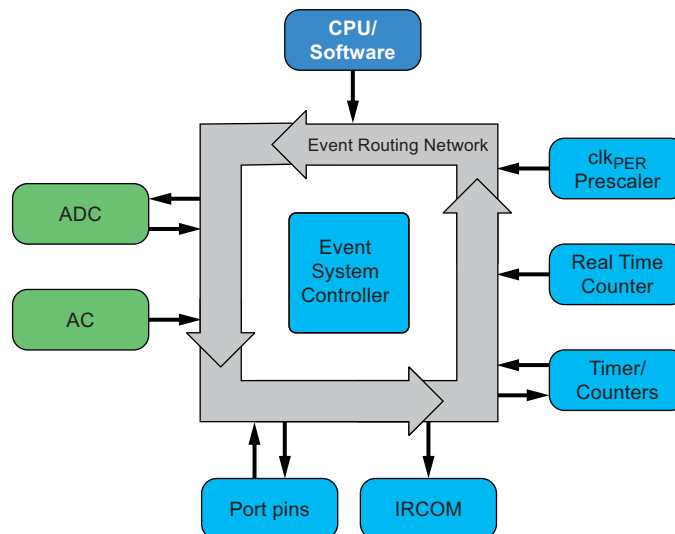 CPU/
Software
Event Routing Network
clkPER
Prescaler
ADC
Event
System
Controller
Real Time
Counter
AC
Timer/
Counters
Port pins
IRCOM